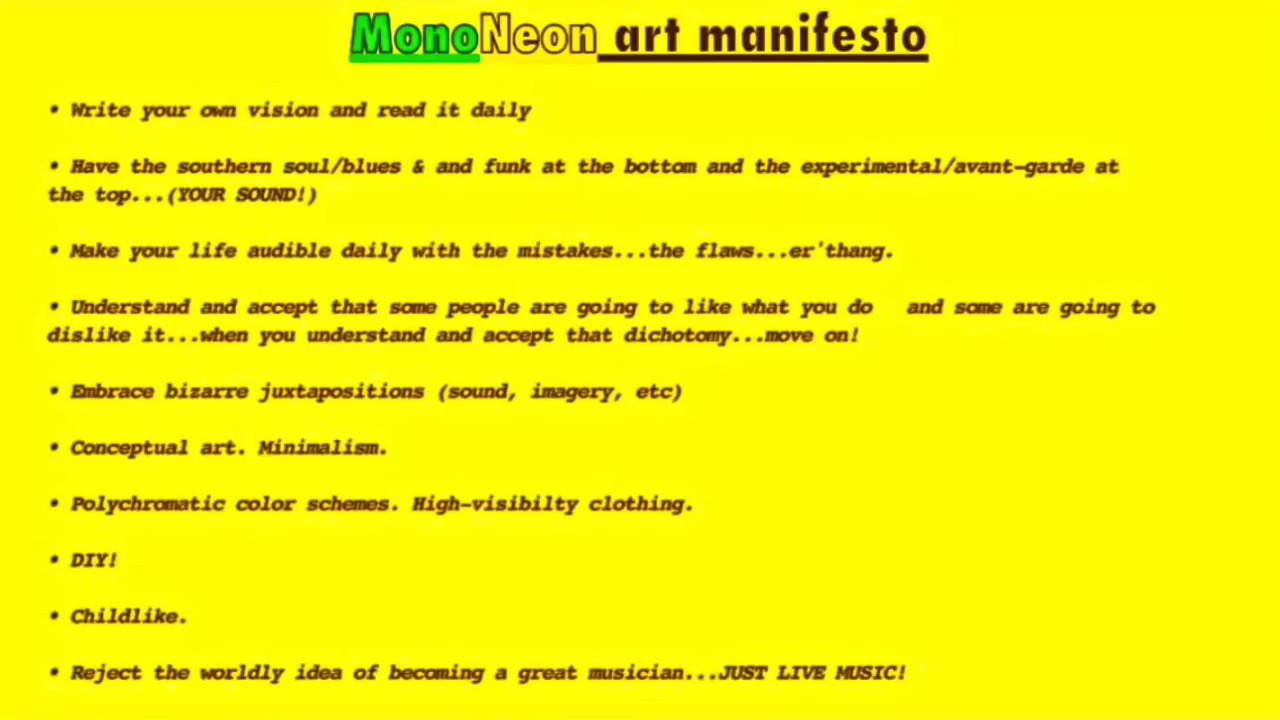 MonoNeon art manifesto
• Write your own vision and read it daily
• Have the southern soul/blues & and funk at the bottom and the experimental/avant-garde at
the top...(YOUR SOUND!)
• Make your life audible daily with the mistakes...the flaws...er'thang.
• Understand and accept that some people are going to like what you do and some are going to
dislike it...when you understand and accept that dichotomy...move on!
• Embrace bizarre juxtapositions (sound, imagery, etc)
• Conceptual art. Minimalism.
• Polychromatic color schemes. High-visibilty clothing.
• DIY!
• Childlike.
• Reject the worldly idea of becoming a great musician...JUST LIVE MUSIC!